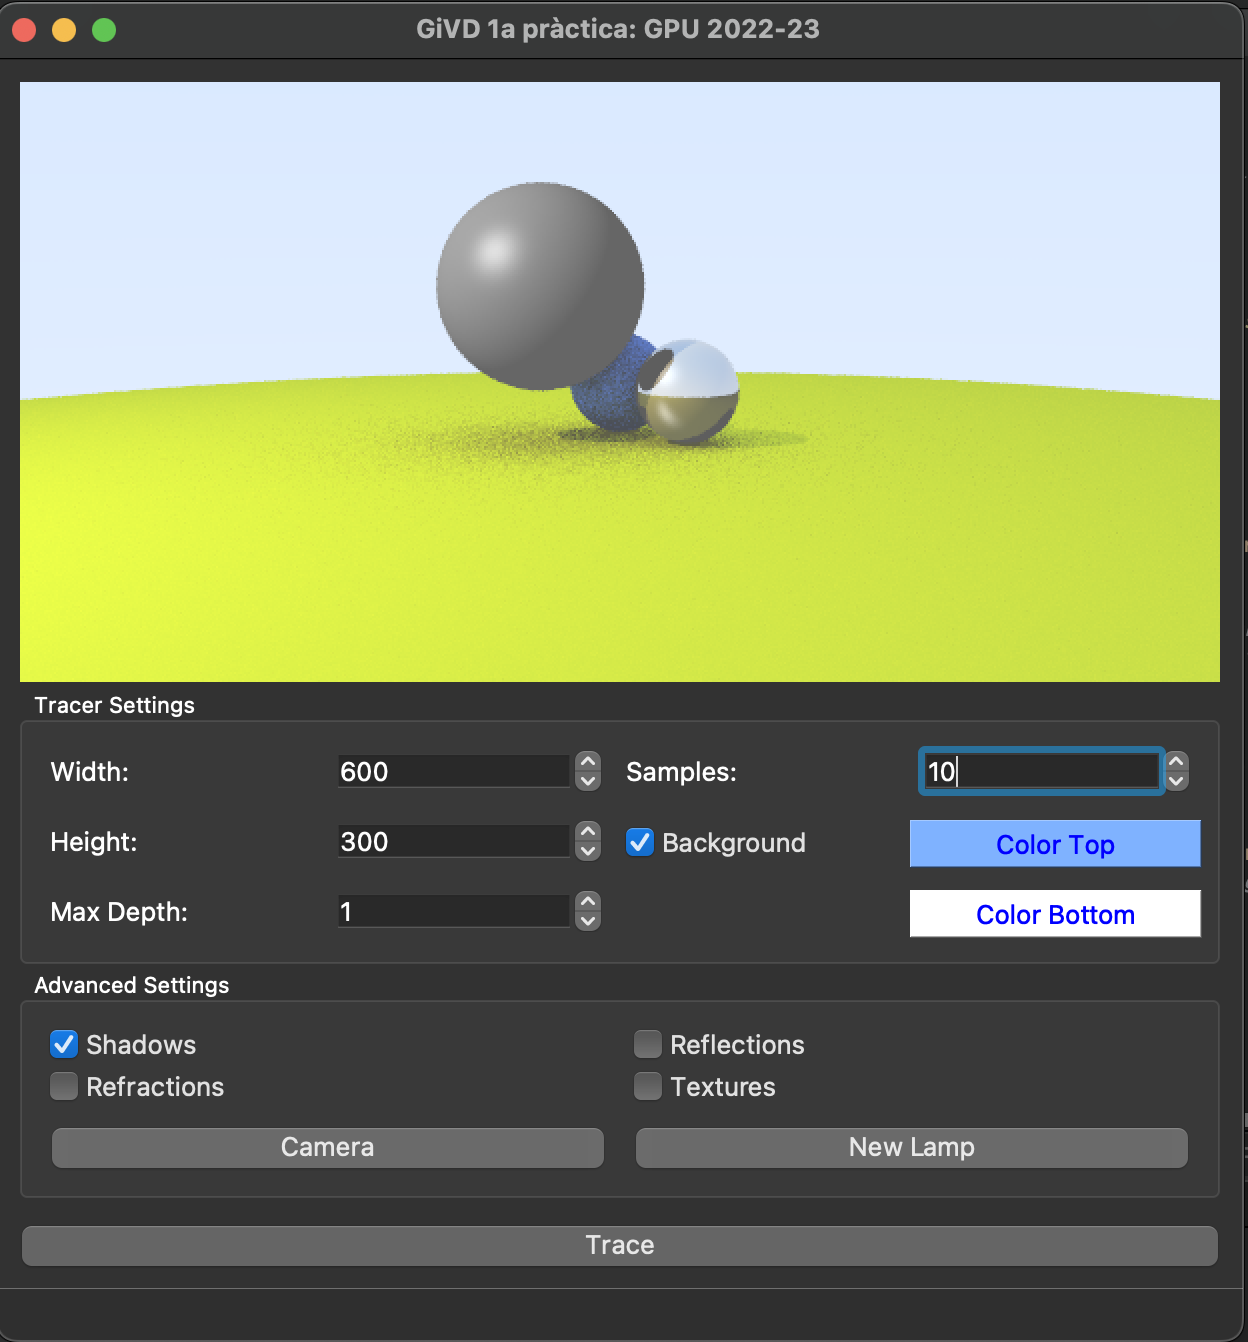 GiVD 1a pràctica: GPU 2022-23
Tracer Settings
Width: 600 Samples: 10
Height: 300 Background Color Top
Max Depth: 1 Color Bottom
Advanced Settings
Shadows Reflections
Refractions Textures
Camera New Lamp
Trace